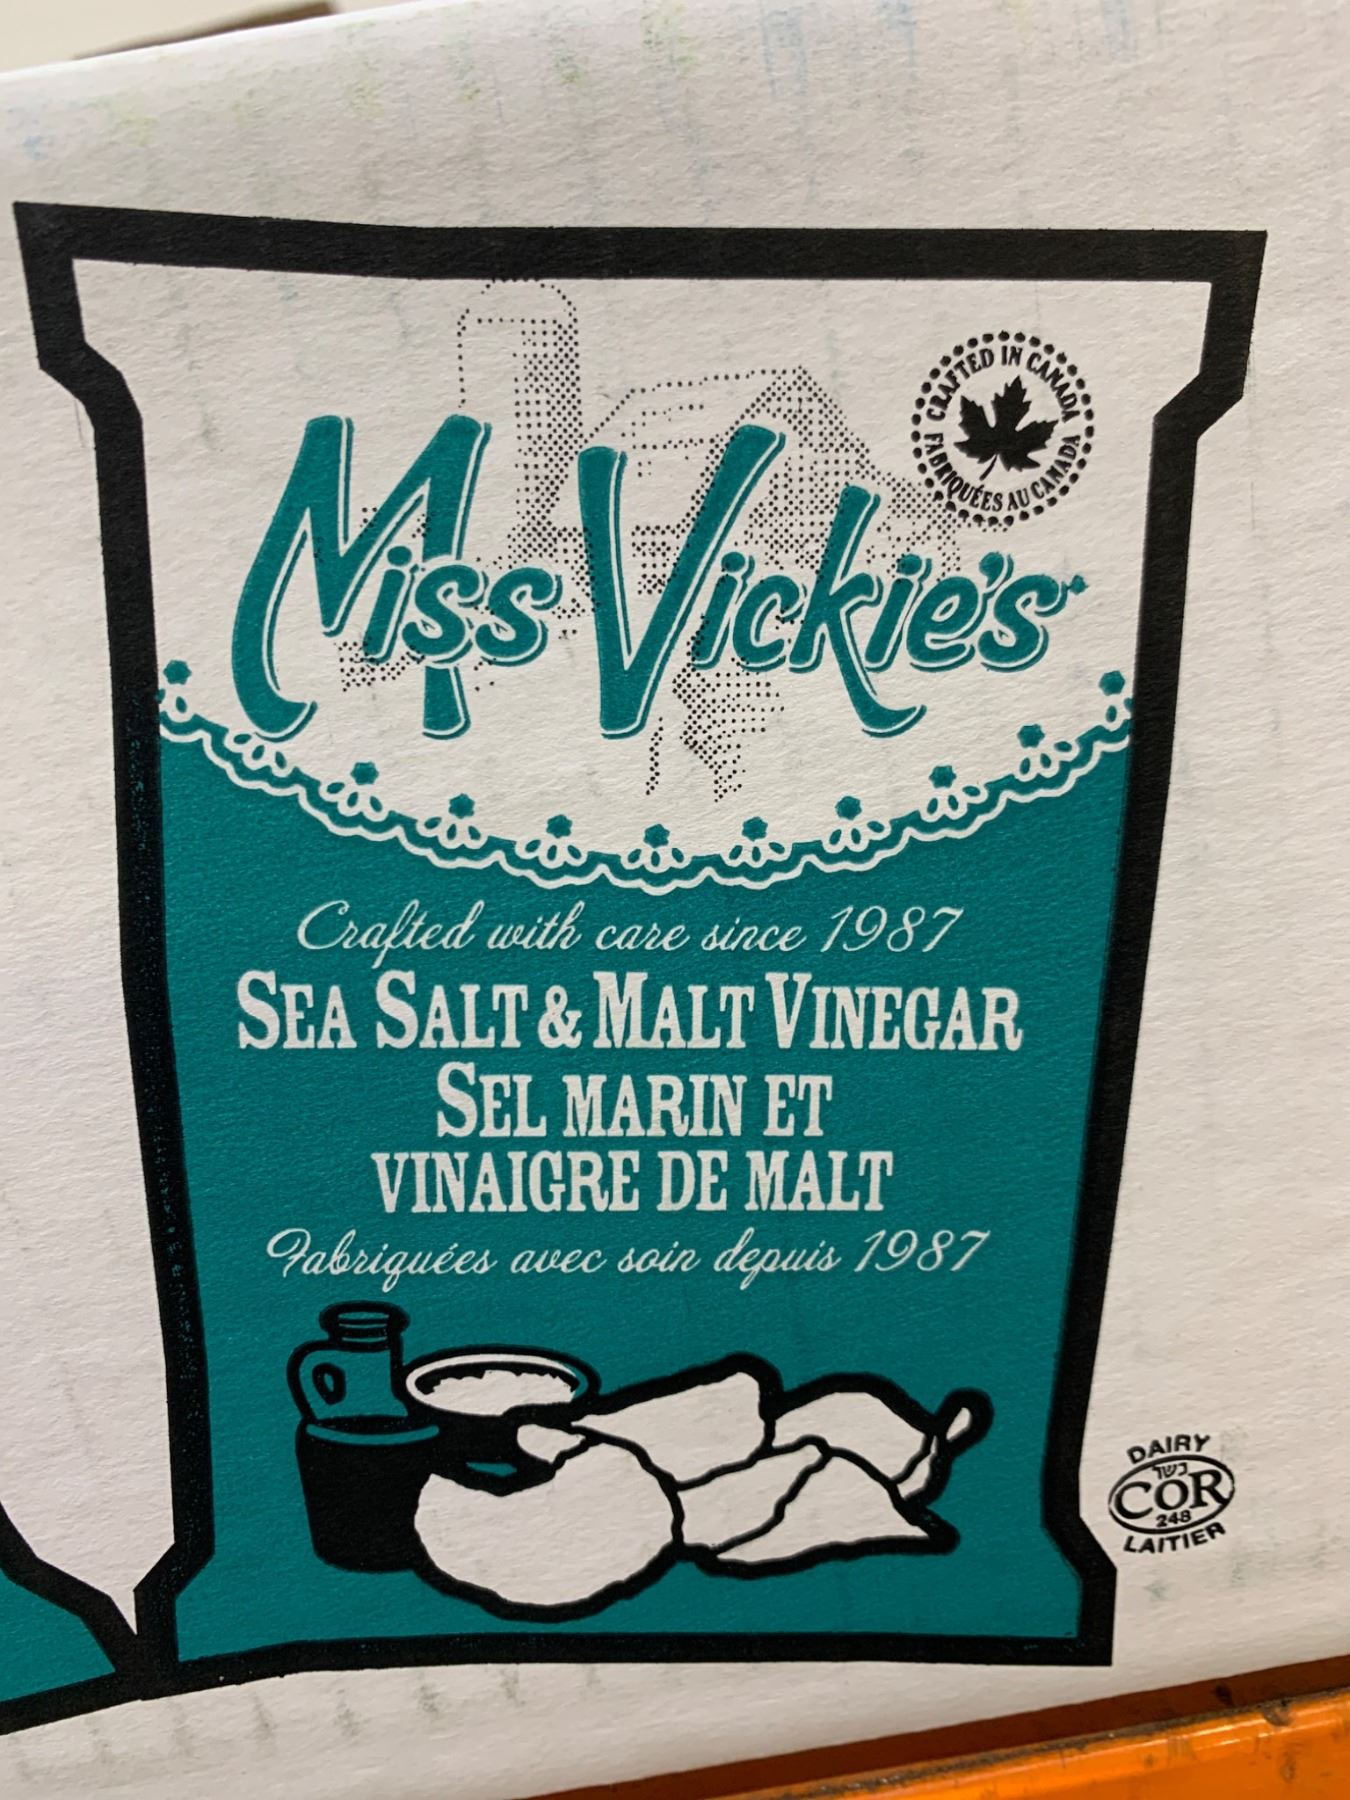 CRAFTED IN CANADA
FABRIQUÉES AU CANADA
Miss Vickie's
Crafted with care since 1987
SEA SALT & MALT VINEGAR
SEL MARIN ET
VINAIGRE DE MALT
Fabriquées avec soin depuis 1987
DAIRY
כשר
COR
248
LAITIER